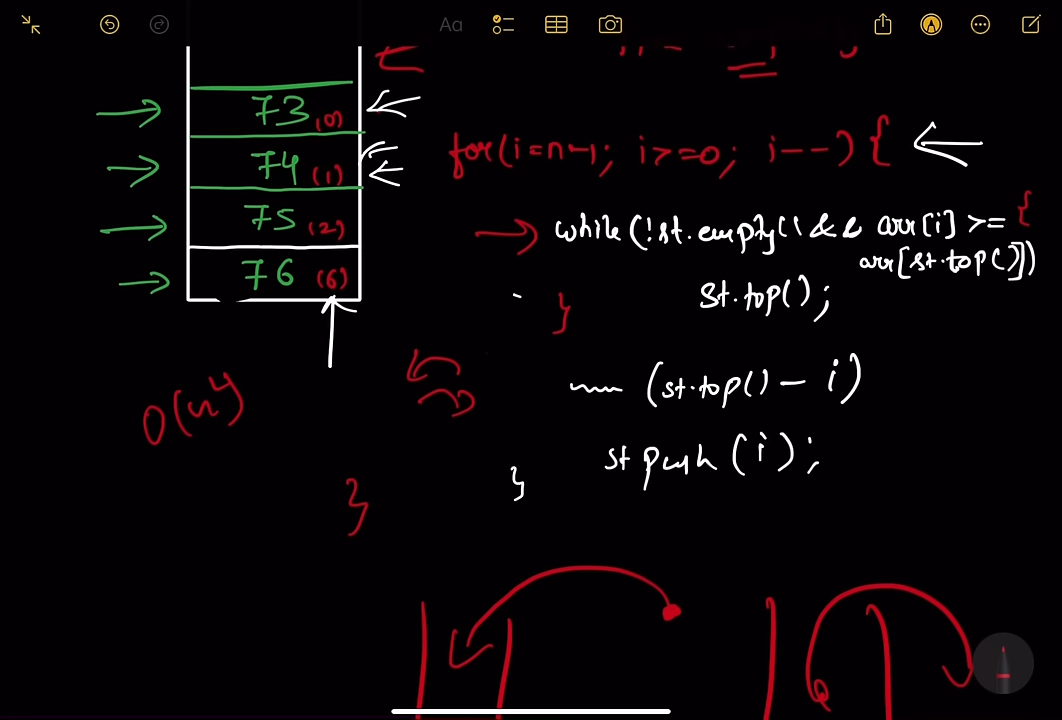 Aa
73 (0)
74 (1)
75 (2)
76 (6)
for(i=n-1; i>=0; i--) {
while(!st.empty() && arr[i] >= {
arr[st.top()])
st.top();
}
(st.top() - i)
st push(i);
}
}